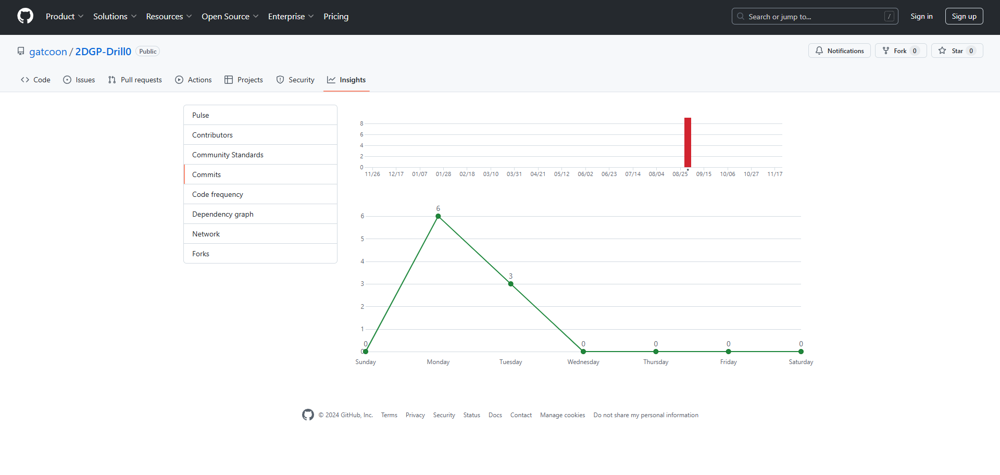 Product Solutions Resources Open Source Enterprise Pricing Search or jump to... / Sign in Sign up
gatcoon / 2DGP-Drill0 Public Notifications Fork 0 Star 0
Code Issues Pull requests Actions Projects Security Insights
Pulse
Contributors
Community Standards
Commits
Code frequency
Dependency graph
Network
Forks
8
6
4
2
0
11/26 12/17 01/07 01/28 02/18 03/10 03/31 04/21 05/12 06/02 06/23 07/14 08/04 08/25 09/15 10/06 10/27 11/17
6
6
5
4
3
3
2
1
0 0 0 0 0
0
Sunday Monday Tuesday Wednesday Thursday Friday Saturday
© 2024 GitHub, Inc. Terms Privacy Security Status Docs Contact Manage cookies Do not share my personal information